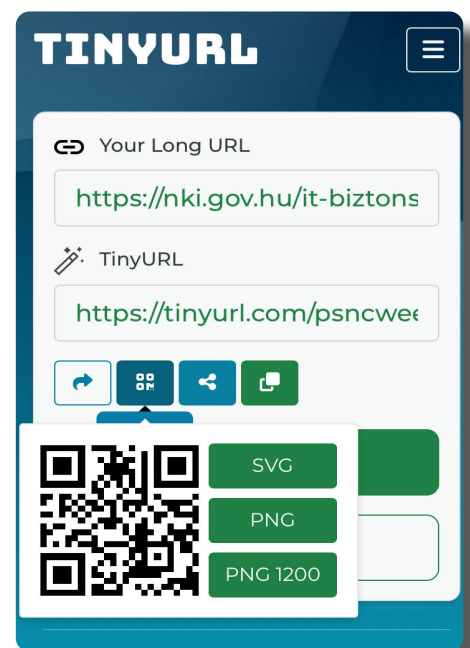 TINYURL
Your Long URL
https://nki.gov.hu/it-biztons
TinyURL
https://tinyurl.com/psncwee
SVG
PNG
PNG 1200